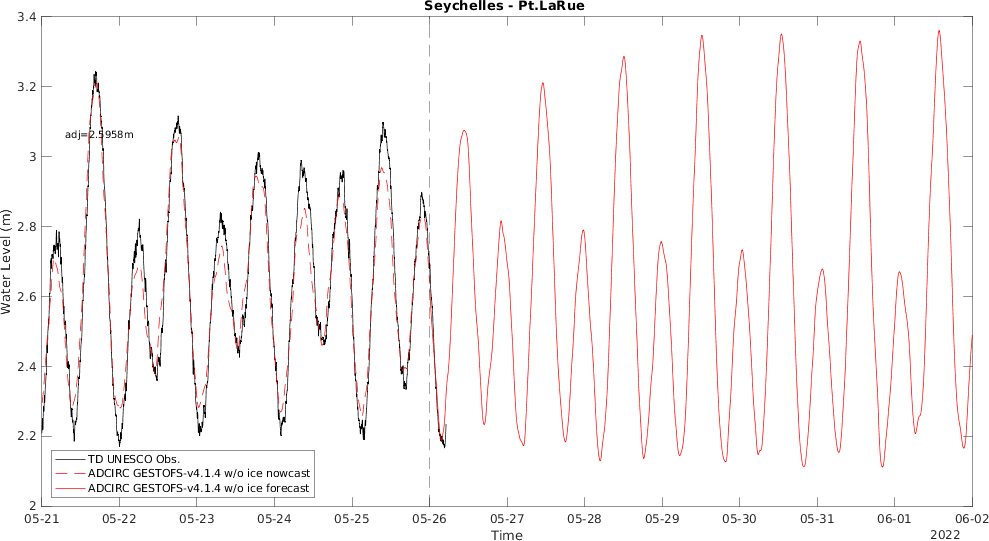 Seychelles - Pt.LaRue
3.4
3.2
3
2.8
2.6
2.4
2.2
2
Water Level (m)
adj=2.5958m
TD UNESCO Obs.
ADCIRC GESTOFS-v4.1.4 w/o ice nowcast
ADCIRC GESTOFS-v4.1.4 w/o ice forecast
05-21 05-22 05-23 05-24 05-25 05-26 05-27 05-28 05-29 05-30 05-31 06-01 06-02
Time
2022